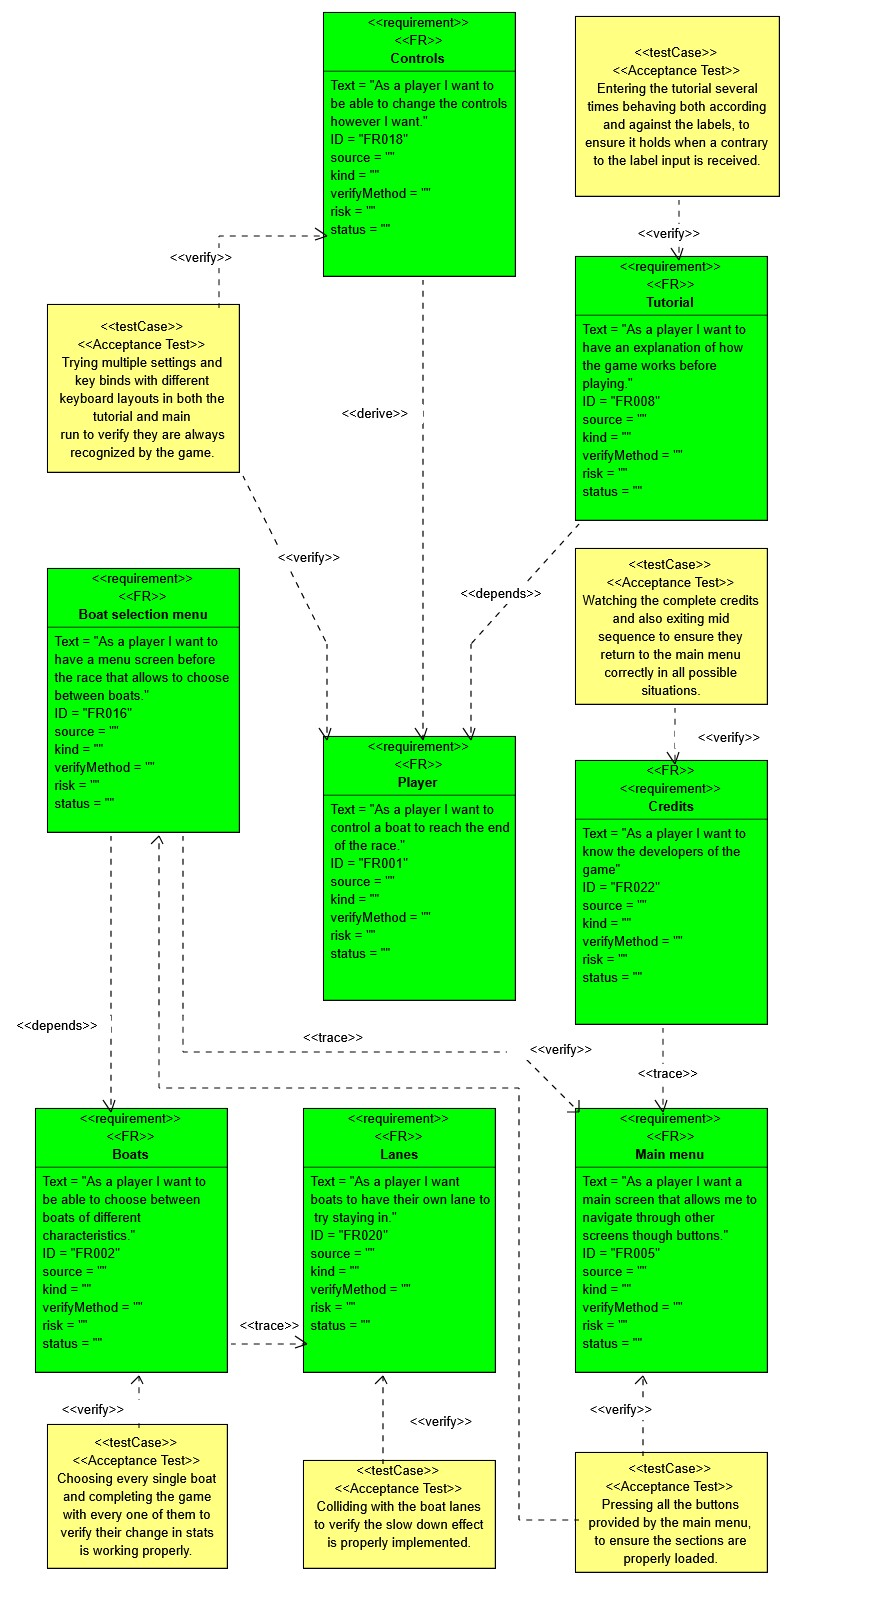 <<requirement>>
<<FR>>
Controls
Text = "As a player I want to
be able to change the controls
however I want."
ID = "FR018"
source = ""
kind = ""
verifyMethod = ""
risk = ""
status = ""
<<testCase>>
<<Acceptance Test>>
Entering the tutorial several
times behaving both according
and against the labels, to
ensure it holds when a contrary
to the label input is received.
<<verify>>
<<verify>>
<<requirement>>
<<FR>>
Tutorial
Text = "As a player I want to
have an explanation of how
the game works before
playing."
ID = "FR008"
source = ""
kind = ""
verifyMethod = ""
risk = ""
status = ""
<<testCase>>
<<Acceptance Test>>
Trying multiple settings and
key binds with different
keyboard layouts in both the
tutorial and main
run to verify they are always
recognized by the game.
<<derive>>
<<verify>>
<<depends>>
<<testCase>>
<<Acceptance Test>>
Watching the complete credits
and also exiting mid
sequence to ensure they
return to the main menu
correctly in all possible
situations.
<<requirement>>
<<FR>>
Boat selection menu
Text = "As a player I want to
have a menu screen before
the race that allows to choose
between boats."
ID = "FR016"
source = ""
kind = ""
verifyMethod = ""
risk = ""
status = ""
<<verify>>
<<requirement>>
<<FR>>
Player
Text = "As a player I want to
control a boat to reach the end
of the race."
ID = "FR001"
source = ""
kind = ""
verifyMethod = ""
risk = ""
status = ""
<<FR>>
<<requirement>>
Credits
Text = "As a player I want to
know the developers of the
game"
ID = "FR022"
source = ""
kind = ""
verifyMethod = ""
risk = ""
status = ""
<<depends>>
<<trace>>
<<verify>>
<<trace>>
<<requirement>>
<<FR>>
Boats
Text = "As a player I want to
be able to choose between
boats of different
characteristics."
ID = "FR002"
source = ""
kind = ""
verifyMethod = ""
risk = ""
status = ""
<<trace>>
<<requirement>>
<<FR>>
Lanes
Text = "As a player I want
boats to have their own lane to
try staying in."
ID = "FR020"
source = ""
kind = ""
verifyMethod = ""
risk = ""
status = ""
<<requirement>>
<<FR>>
Main menu
Text = "As a player I want a
main screen that allows me to
navigate through other
screens though buttons."
ID = "FR005"
source = ""
kind = ""
verifyMethod = ""
risk = ""
status = ""
<<verify>>
<<verify>>
<<verify>>
<<testCase>>
<<Acceptance Test>>
Choosing every single boat
and completing the game
with every one of them to
verify their change in stats
is working properly.
<<testCase>>
<<Acceptance Test>>
Colliding with the boat lanes
to verify the slow down effect
is properly implemented.
<<testCase>>
<<Acceptance Test>>
Pressing all the buttons
provided by the main menu,
to ensure the sections are
properly loaded.